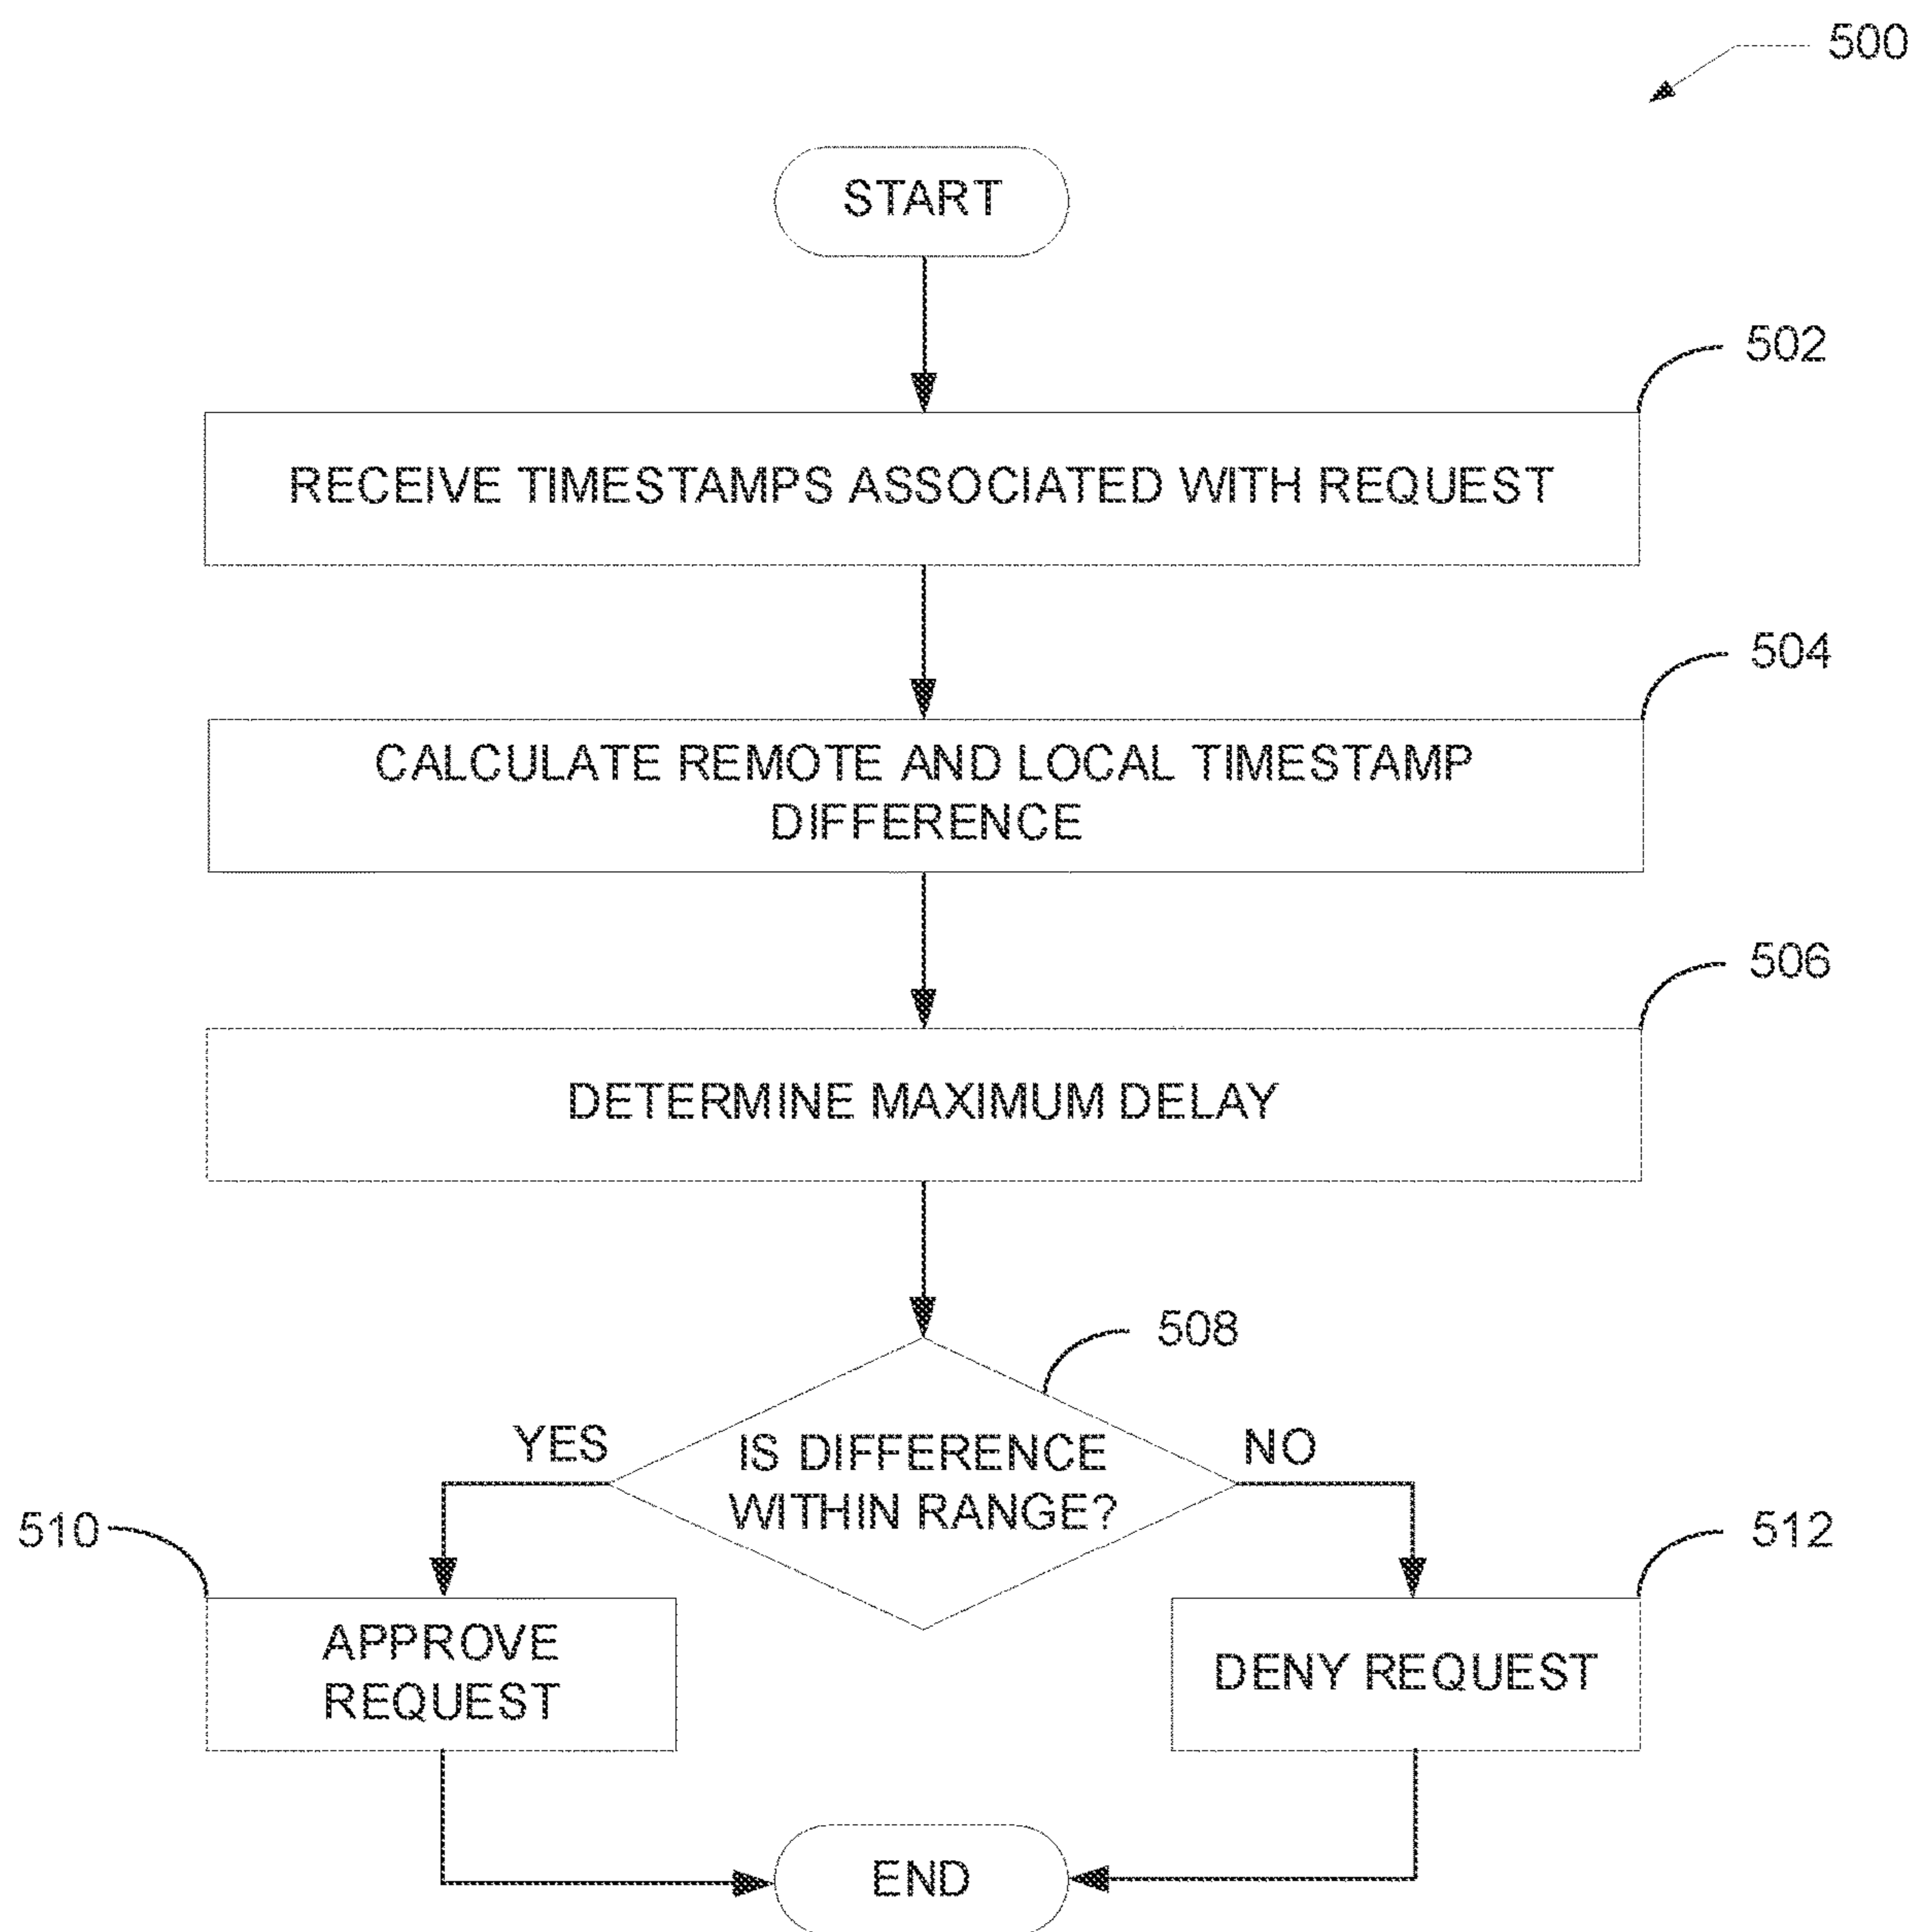 500
START
502
RECEIVE TIMESTAMPS ASSOCIATED WITH REQUEST
504
CALCULATE REMOTE AND LOCAL TIMESTAMP
DIFFERENCE
506
DETERMINE MAXIMUM DELAY
508
YES
IS DIFFERENCE
WITHIN RANGE?
NO
510
512
APPROVE
REQUEST
DENY REQUEST
END